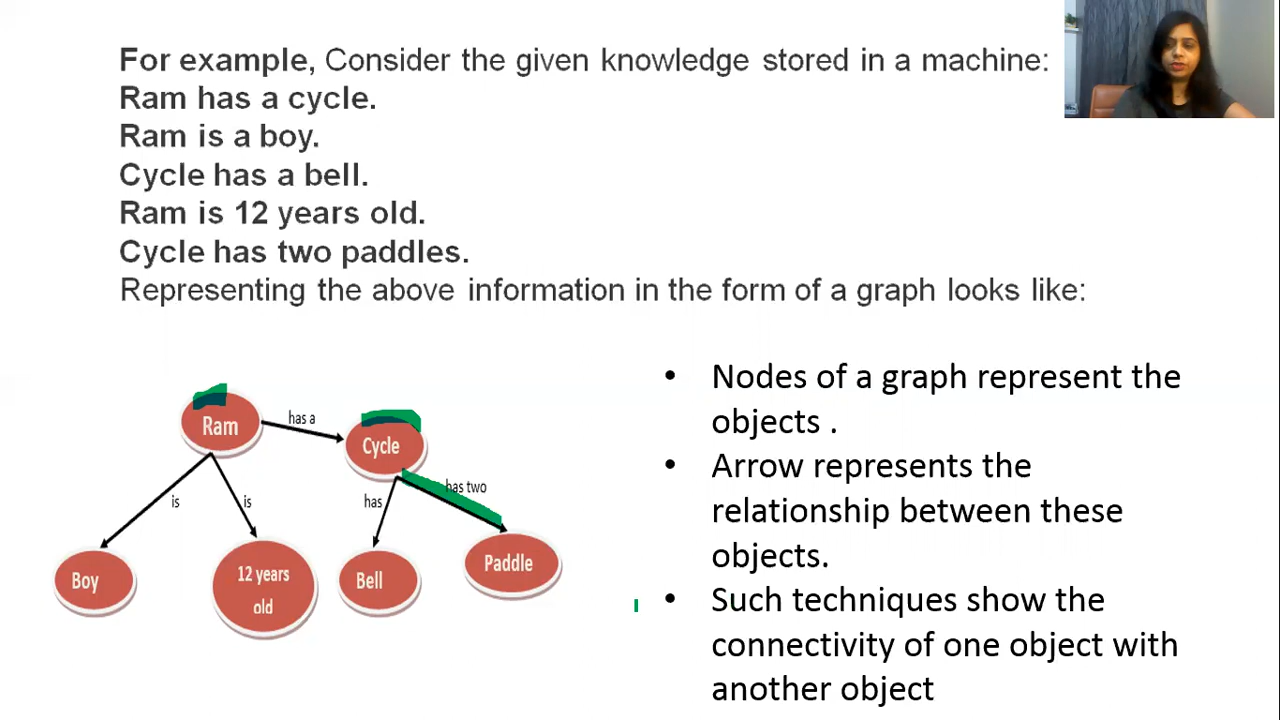 For example, Consider the given knowledge stored in a machine:
Ram has a cycle.
Ram is a boy.
Cycle has a bell.
Ram is 12 years old.
Cycle has two paddles.
Representing the above information in the form of a graph looks like:
Ram
has a
Cycle
is
is
has
has two
Boy
12 years
old
Bell
Paddle
• Nodes of a graph represent the
objects .
• Arrow represents the
relationship between these
objects.
• Such techniques show the
connectivity of one object with
another object